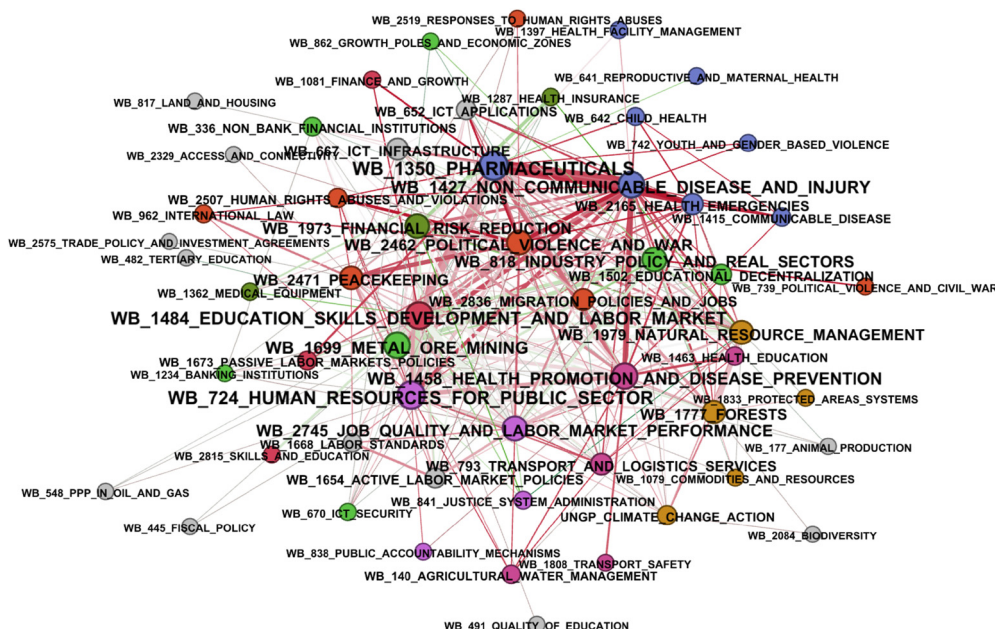 WB_2519_RESPONSES_TO_HUMAN_RIGHTS_ABUSES
WB_1397_HEALTH_FACILITY_MANAGEMENT
WB_862_GROWTH_POLES_AND_ECONOMIC_ZONES
WB_641_REPRODUCTIVE_AND_MATERNAL_HEALTH
WB_1081_FINANCE_AND_GROWTH
WB_1287_HEALTH_INSURANCE
WB_817_LAND_AND_HOUSING
WB_652_ICT_APPLICATIONS
WB_642_CHILD_HEALTH
WB_336_NON_BANK_FINANCIAL_INSTITUTIONS
WB_742_YOUTH_AND_GENDER_BASED_VIOLENCE
WB_667_ICT_INFRASTRUCTURE
WB_2329_ACCESS_AND_CONNECTIVITY
WB_1350_PHARMACEUTICALS
WB_1427_NON_COMMUNICABLE_DISEASE_AND_INJURY
WB_2507_HUMAN_RIGHTS_ABUSES_AND_VIOLATIONS
WB_2165_HEALTH_EMERGENCIES
WB_962_INTERNATIONAL_LAW
WB_1415_COMMUNICABLE_DISEASE
WB_1973_FINANCIAL_RISK_REDUCTION
WB_2575_TRADE_POLICY_AND_INVESTMENT_AGREEMENTS
WB_2462_POLITICAL_VIOLENCE_AND_WAR
WB_482_TERTIARY_EDUCATION
WB_818_INDUSTRY_POLICY_AND_REAL_SECTORS
WB_1502_EDUCATIONAL_DECENTRALIZATION
WB_2471_PEACEKEEPING
WB_739_POLITICAL_VIOLENCE_AND_CIVIL_WAR
WB_1362_MEDICAL_EQUIPMENT
WB_2836_MIGRATION_POLICIES_AND_JOBS
WB_1484_EDUCATION_SKILLS_DEVELOPMENT_AND_LABOR_MARKET
WB_1979_NATURAL_RESOURCE_MANAGEMENT
WB_1699_METAL_ORE_MINING
WB_1463_HEALTH_EDUCATION
WB_1673_PASSIVE_LABOR_MARKETS_POLICIES
WB_1234_BANKING_INSTITUTIONS
WB_1458_HEALTH_PROMOTION_AND_DISEASE_PREVENTION
WB_724_HUMAN_RESOURCES_FOR_PUBLIC_SECTOR
WB_1833_PROTECTED_AREAS_SYSTEMS
WB_1777_FORESTS
WB_2745_JOB_QUALITY_AND_LABOR_MARKET_PERFORMANCE
WB_1668_LABOR_STANDARDS
WB_177_ANIMAL_PRODUCTION
WB_2815_SKILLS_AND_EDUCATION
WB_793_TRANSPORT_AND_LOGISTICS_SERVICES
WB_1654_ACTIVE_LABOR_MARKET_POLICIES
WB_1079_COMMODITIES_AND_RESOURCES
WB_548_PPP_IN_OIL_AND_GAS
WB_841_JUSTICE_SYSTEM_ADMINISTRATION
WB_670_ICT_SECURITY
UNGP_CLIMATE_CHANGE_ACTION
WB_445_FISCAL_POLICY
WB_2084_BIODIVERSITY
WB_838_PUBLIC_ACCOUNTABILITY_MECHANISMS
WB_1808_TRANSPORT_SAFETY
WB_140_AGRICULTURAL_WATER_MANAGEMENT
WB_491_QUALITY_OF_EDUCATION